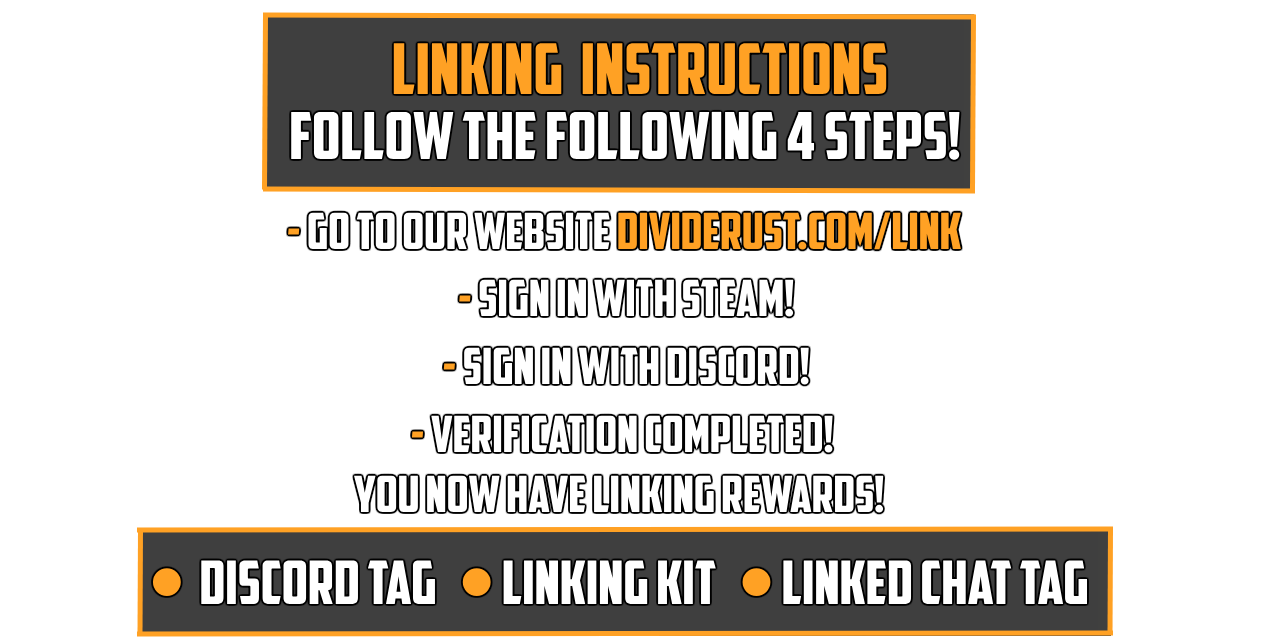 LINKING INSTRUCTIONS
FOLLOW THE FOLLOWING 4 STEPS!
- GO TO OUR WEBSITE DIVIDERUST.COM/LINK
- SIGN IN WITH STEAM!
- SIGN IN WITH DISCORD!
- VERIFICATION COMPLETED!
YOU NOW HAVE LINKING REWARDS!
● DISCORD TAG ● LINKING KIT ● LINKED CHAT TAG